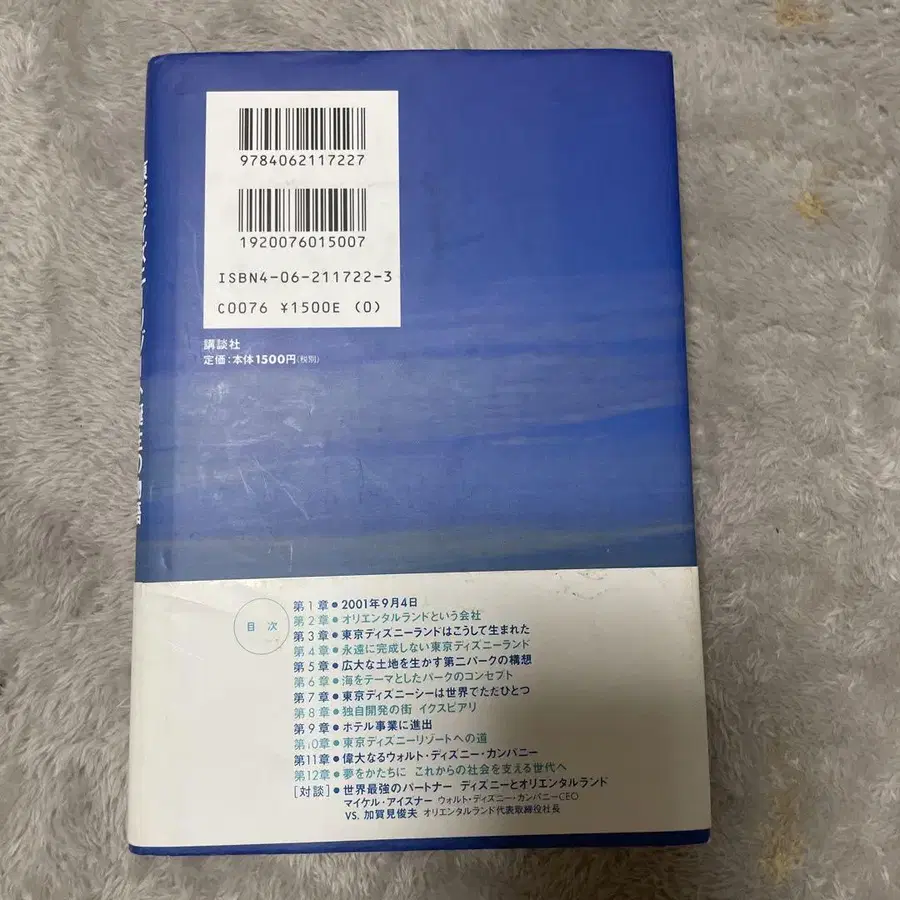 9784062117227
1920076015007
ISBN4-06-211722-3
C0076 ¥1500E (0)
講談社
定価:本体1500円(税別)
目次
第1章●2001年9月4日
第2章●オリエンタルランドという会社
第3章●東京ディズニーランドはこうして生まれた
第4章●永遠に完成しない東京ディズニーランド
第5章●広大な土地を生かす第二パークの構想
第6章●海をテーマとしたパークのコンセプト
第7章●東京ディズニーシーは世界でただひとつ
第8章●独自開発の街 イクスピアリ
第9章●ホテル事業に進出
第10章●東京ディズニーリゾートへの道
第11章●偉大なるウォルト・ディズニー・カンパニー
第12章●夢をかたちに これからの社会を支える世代へ
[対談]●世界最強のパートナー ディズニーとオリエンタルランド
マイケル・アイズナー ウォルト・ディズニー・カンパニーCEO
VS. 加賀見俊夫 オリエンタルランド代表取締役社長